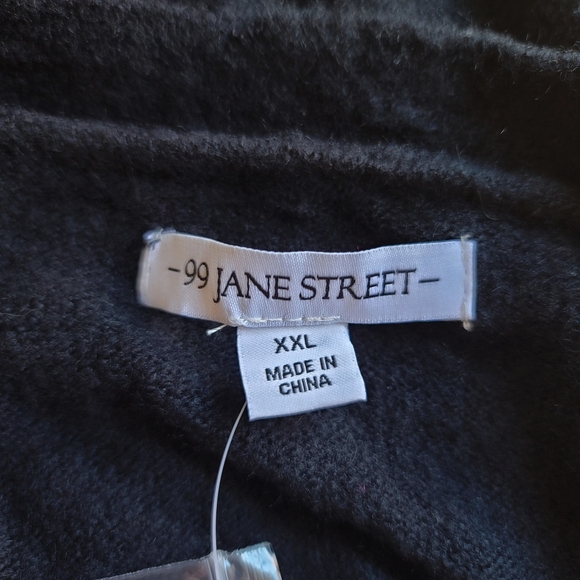 -99 JANE STREET-
XXL
MADE IN
CHINA